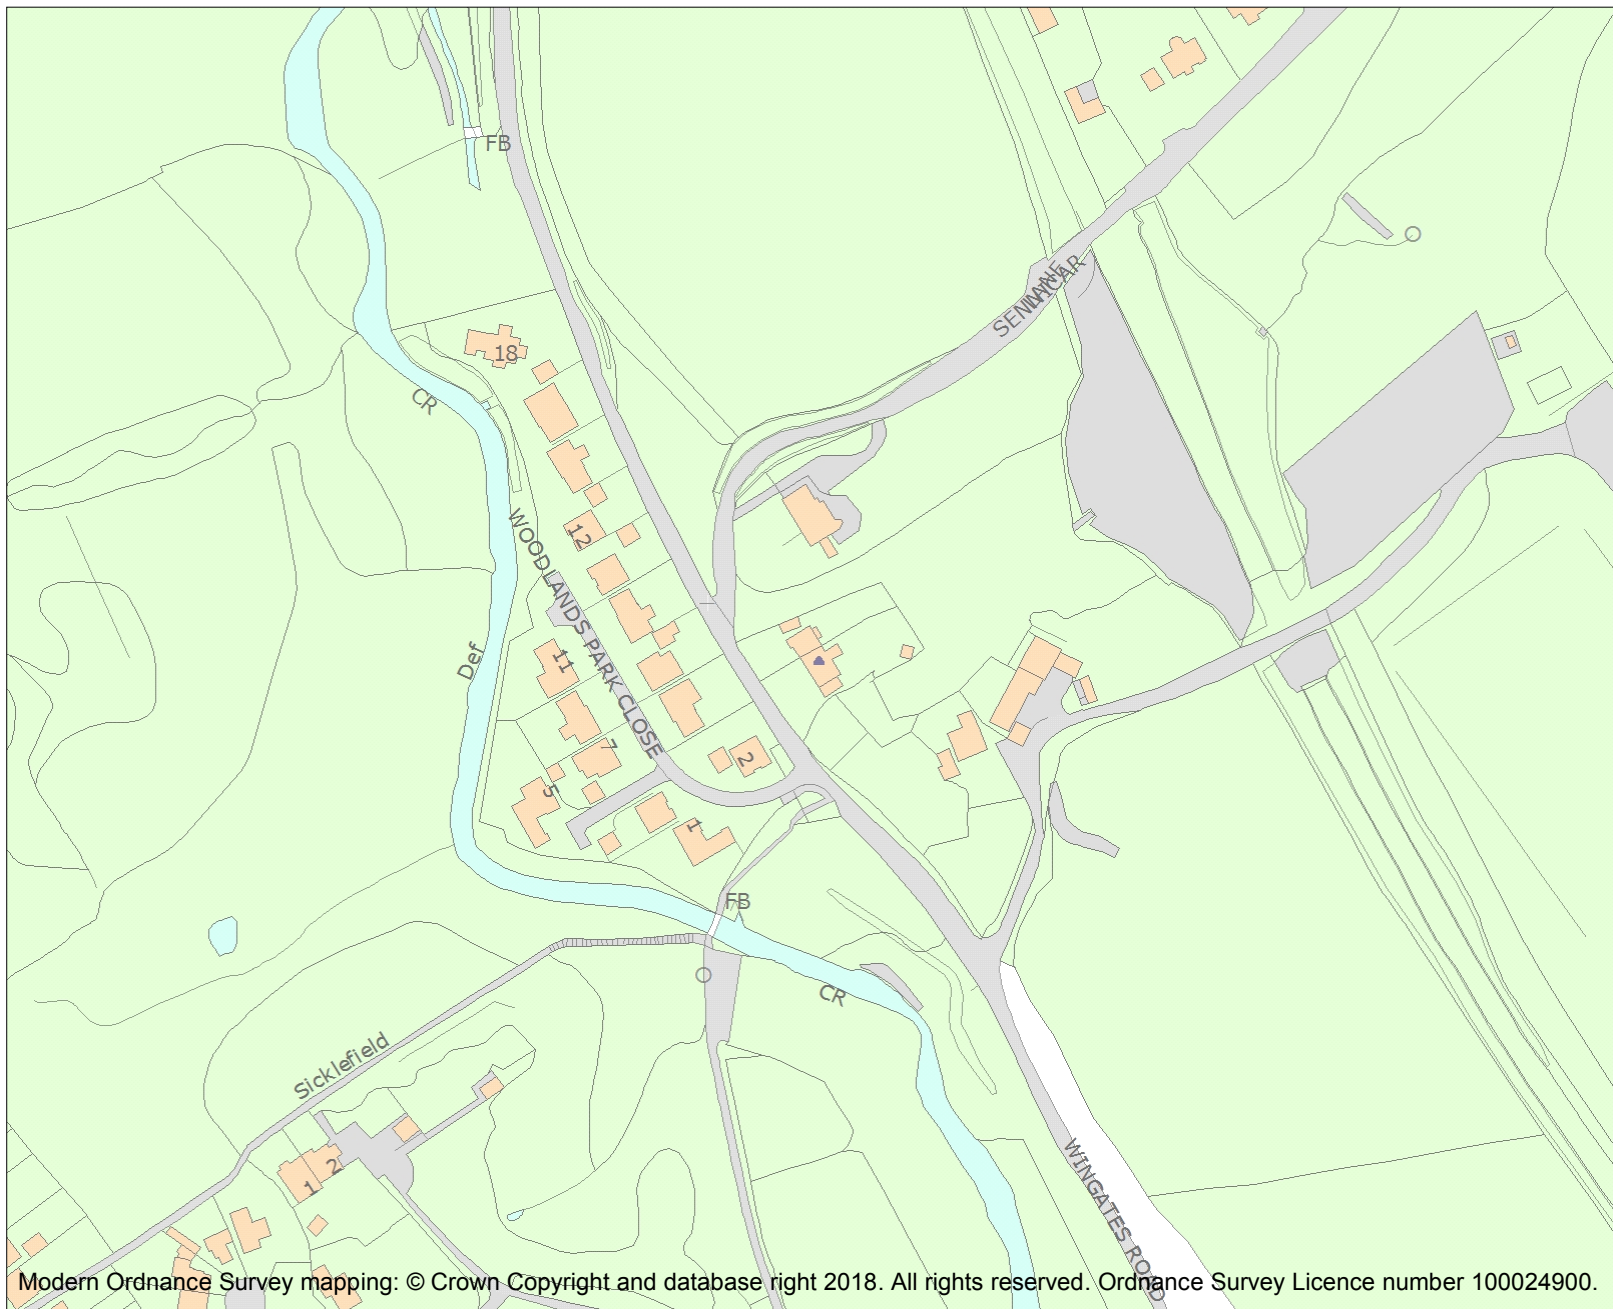 FB
SENNICAR
LANE
18
CR
12
WOODLANDS PARK CLOSE
11
Def
7
2
5
1
FB
CR
Sicklefield
2
1
WINGATES ROAD
Modern Ordnance Survey mapping: © Crown Copyright and database right 2018. All rights reserved. Ordnance Survey Licence number 100024900.